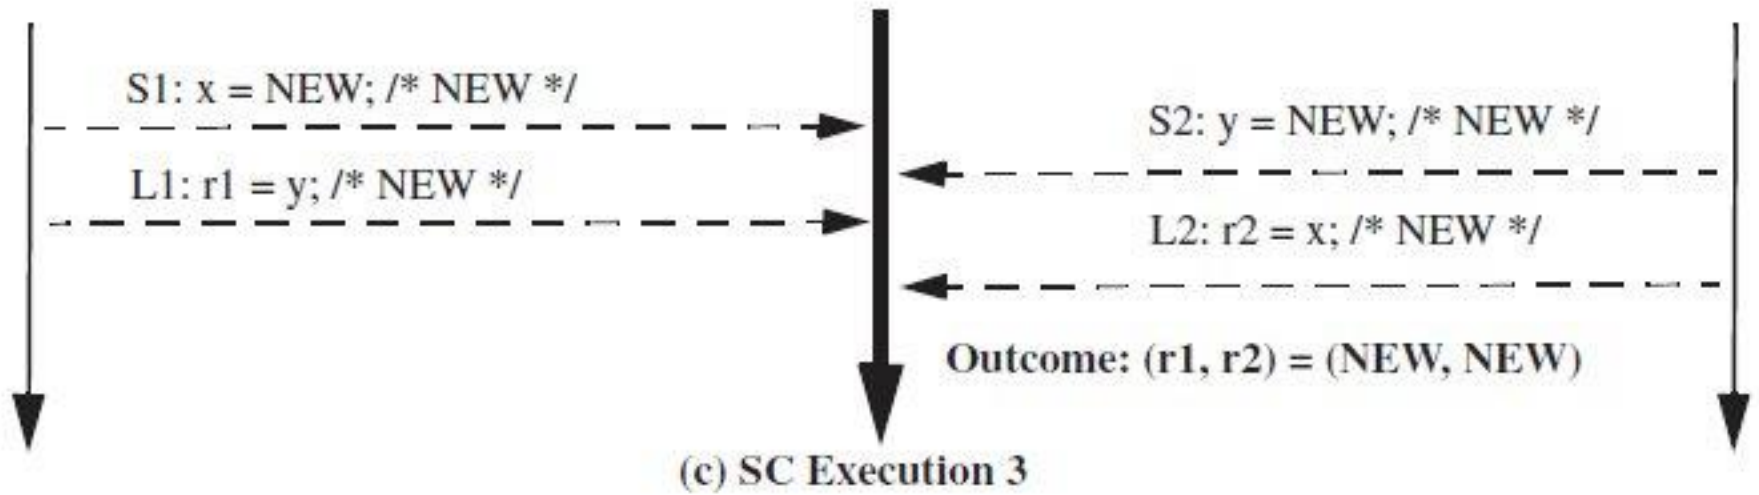 S1: x = NEW; /* NEW */
S2: y = NEW; /* NEW */
L1: r1 = y; /* NEW */
L2: r2 = x; /* NEW */
Outcome: (r1, r2) = (NEW, NEW)
(c) SC Execution 3